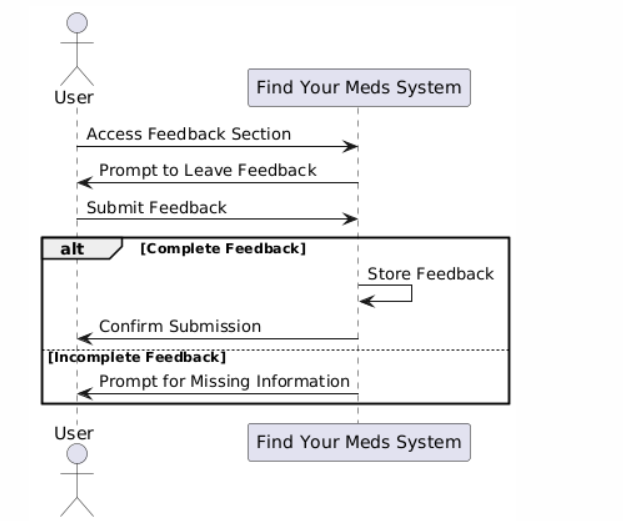 User
Find Your Meds System
Access Feedback Section
Prompt to Leave Feedback
Submit Feedback
alt [Complete Feedback]
Store Feedback
Confirm Submission
[Incomplete Feedback]
Prompt for Missing Information
User
Find Your Meds System